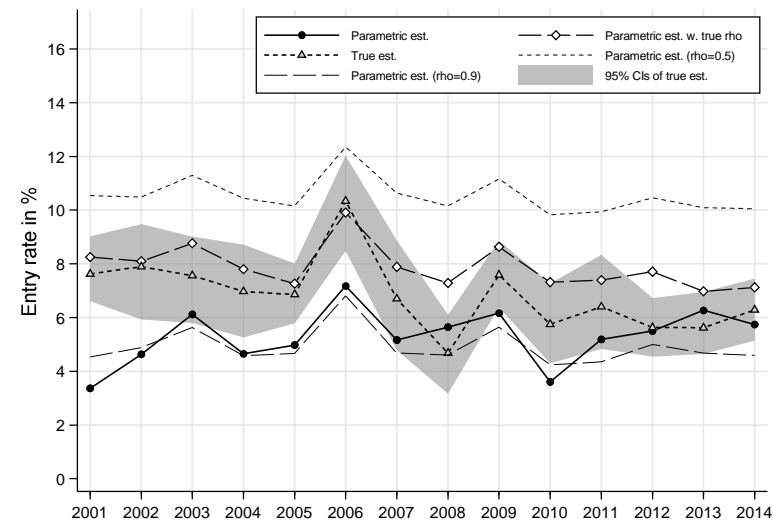 Parametric est.
Parametric est. w. true rho
True est.
Parametric est. (rho=0.5)
Parametric est. (rho=0.9)
95% CIs of true est.
Entry rate in %
16
14
12
10
8
6
4
2
0
2001 2002 2003 2004 2005 2006 2007 2008 2009 2010 2011 2012 2013 2014